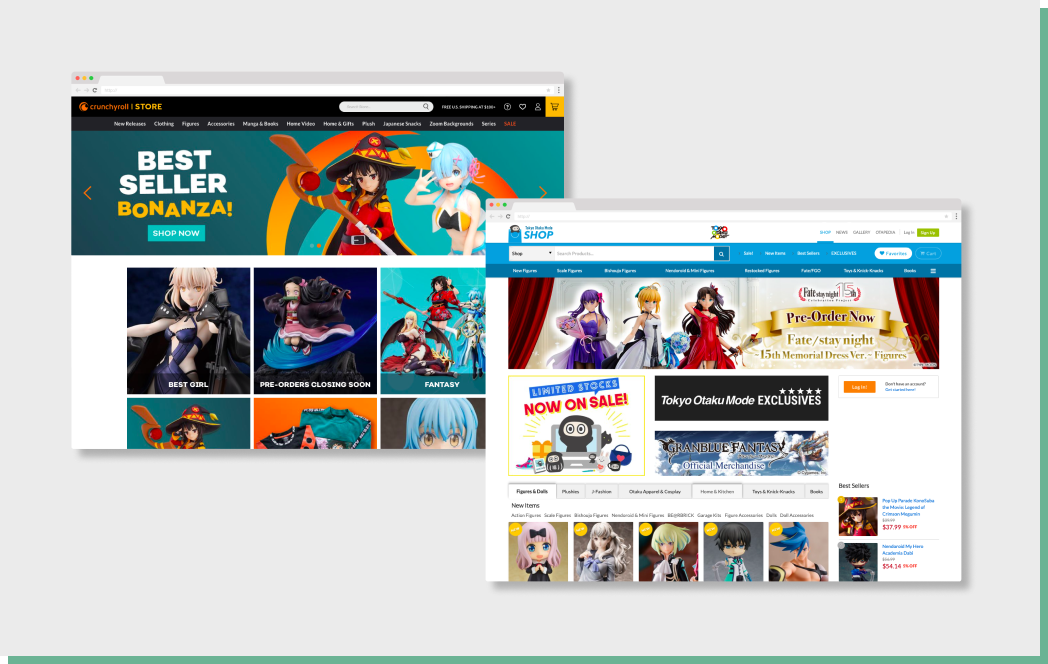 crunchyroll | STORE
FREE U.S. SHIPPING AT $100+
New Releases Clothing Figures Accessories Manga & Books Home Video Home & Gifts Plush Japanese Snacks Zoom Backgrounds Series SALE
BEST
SELLER
BONANZA!
SHOP NOW
BEST GIRL
PRE-ORDERS CLOSING SOON
FANTASY
Tokyo Otaku Mode
SHOP
SHOP NEWS GALLERY OTAPEDIA Log In Sign Up
Shop Search Products... Sale! New Items Best Sellers EXCLUSIVES Favorites Cart
New Figures Scale Figures Bishoujo Figures Nendoroid & Mini Figures Restocked Figures Fate/FGO Toys & Knick-Knacks Books
Fate/stay night 15th
Celebration Project
Pre-Order Now
Fate/stay night
~15th Memorial Dress Ver.~ Figures
LIMITED STOCKS
NOW ON SALE!
Tokyo Otaku Mode EXCLUSIVES
GRANBLUE FANTASY
Official Merchandise
Log In!
Don't have an account?
Get started here!
Figures & Dolls Plushies J-Fashion Otaku Apparel & Cosplay Home & Kitchen Toys & Knick-Knacks Books
New Items
Action Figures Scale Figures Bishoujo Figures Nendoroid & Mini Figures BE@RBRICK Garage Kits Figure Accessories Dolls Doll Accessories
Best Sellers
Pop Up Parade KonoSuba
the Movie: Legend of
Crimson Megumin
$39.99
$37.99 5% OFF
Nendoroid My Hero
Academia Dabi
$56.99
$54.14 5% OFF